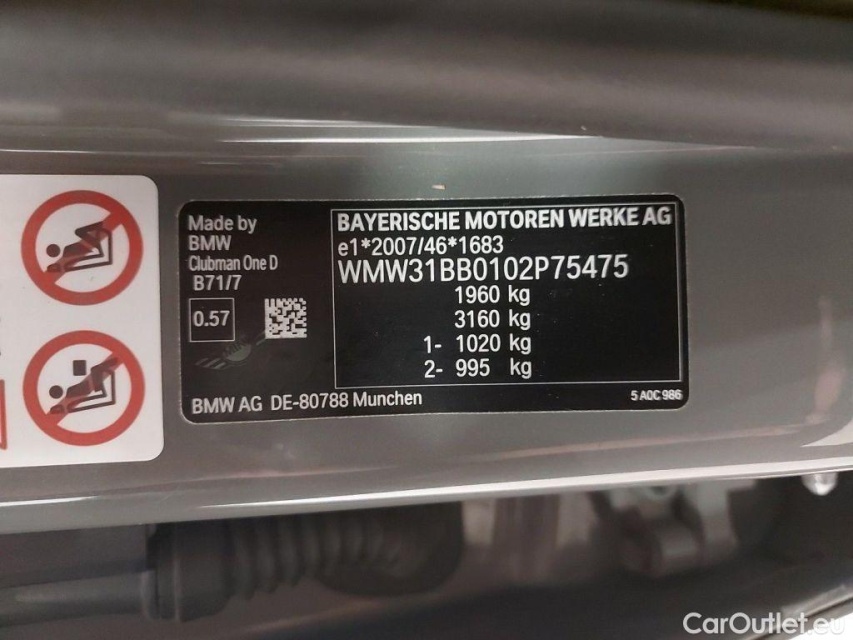 Made by
BMW
Clubman One D
B71/7
0.57
BAYERISCHE MOTOREN WERKE AG
e1*2007/46*1683
WMW31BB0102P75475
1960 kg
3160 kg
1- 1020 kg
2- 995 kg
BMW AG DE-80788 Munchen
5 AQC 986
CarOutlet.eu